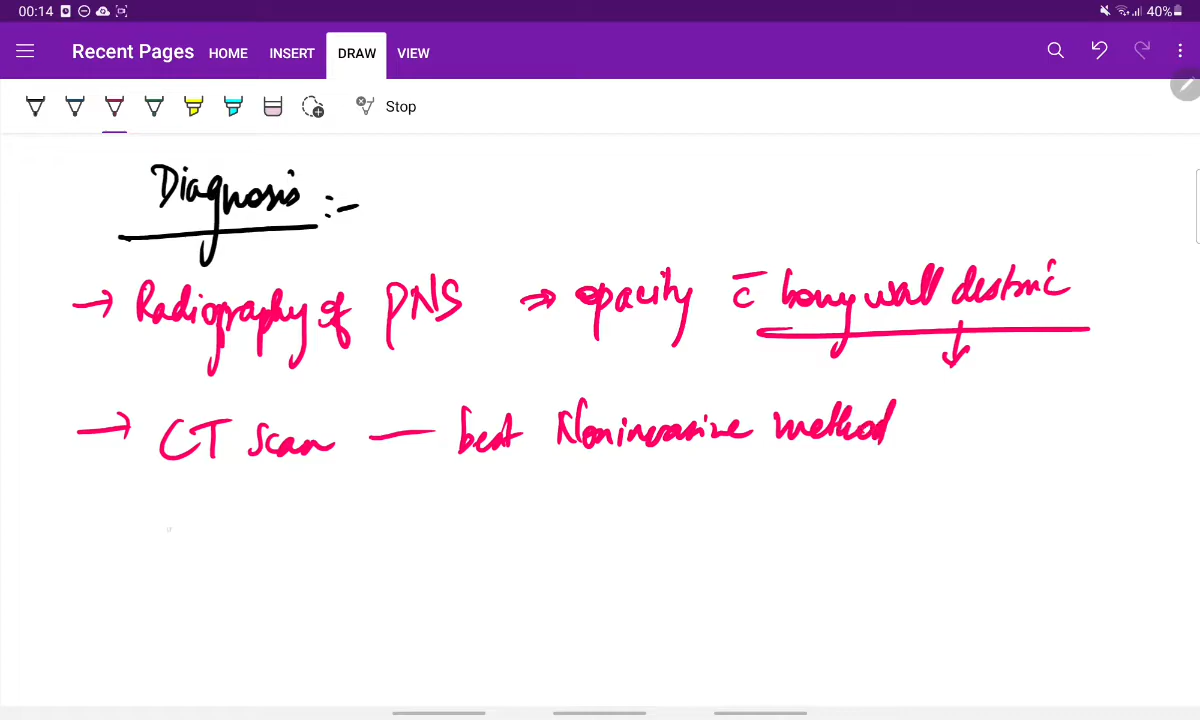 00:14 40%
Recent Pages HOME INSERT DRAW VIEW
Stop
Diagnosis :-
→ Radiography of PNS ⇒ opacity c̄ bony wall destruc
→ CT scan — best Noninvasive method